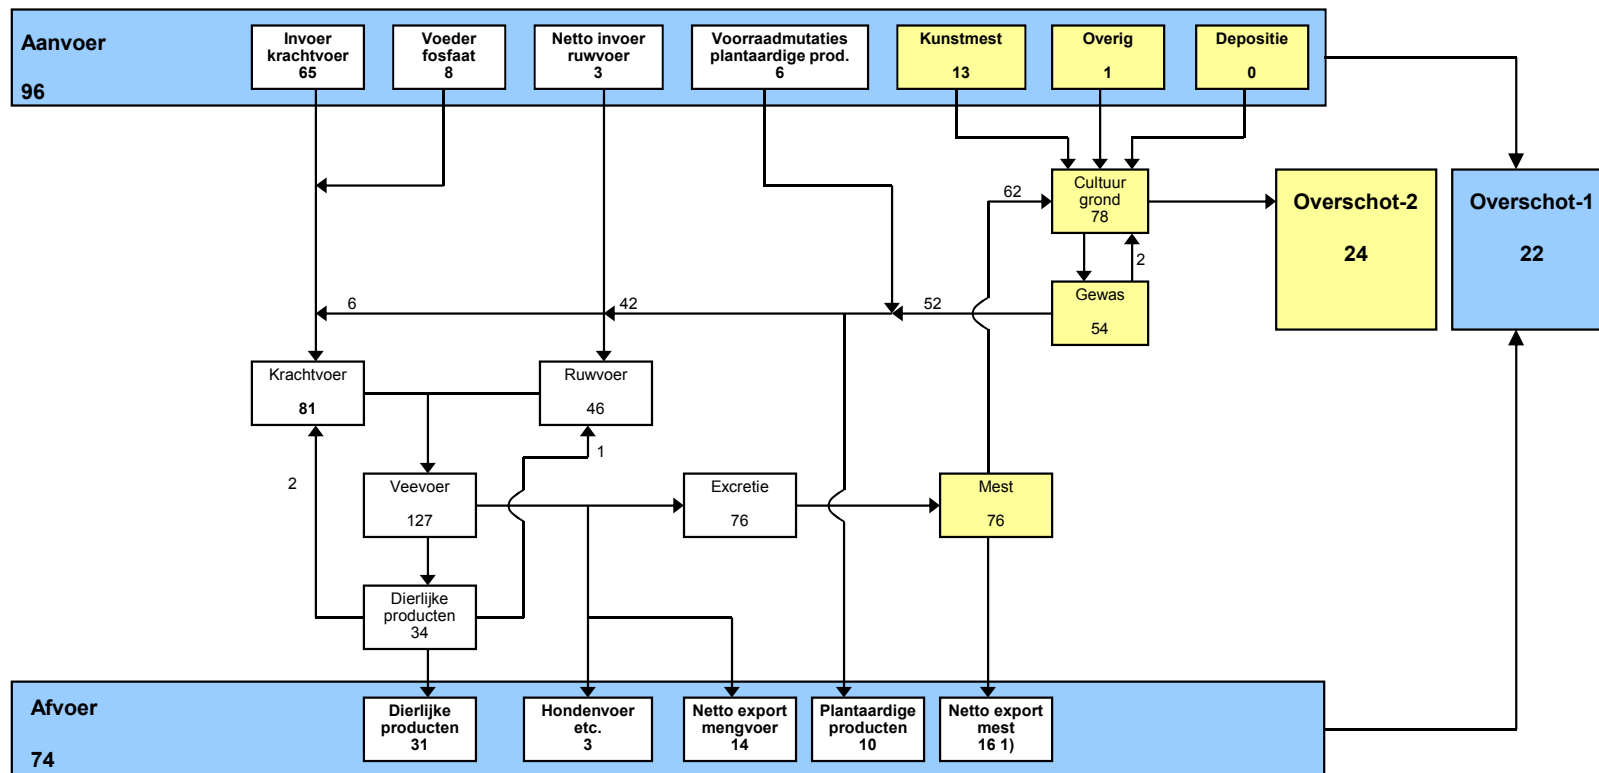 Aanvoer
96
Invoer
krachtvoer
65
Voeder
fosfaat
8
Netto invoer
ruwvoer
3
Voorraadmutaties
plantaardige prod.
6
Kunstmest
13
Overig
1
Depositie
0
62
Cultuur
grond
78
Overschot-2
24
Overschot-1
22
2
6
42
52
Gewas
54
Krachtvoer
81
Ruwvoer
46
2
1
Veevoer
127
Excretie
76
Mest
76
Dierlijke
producten
34
Afvoer
74
Dierlijke
producten
31
Hondenvoer
etc.
3
Netto export
mengvoer
14
Plantaardige
producten
10
Netto export
mest
16 1)